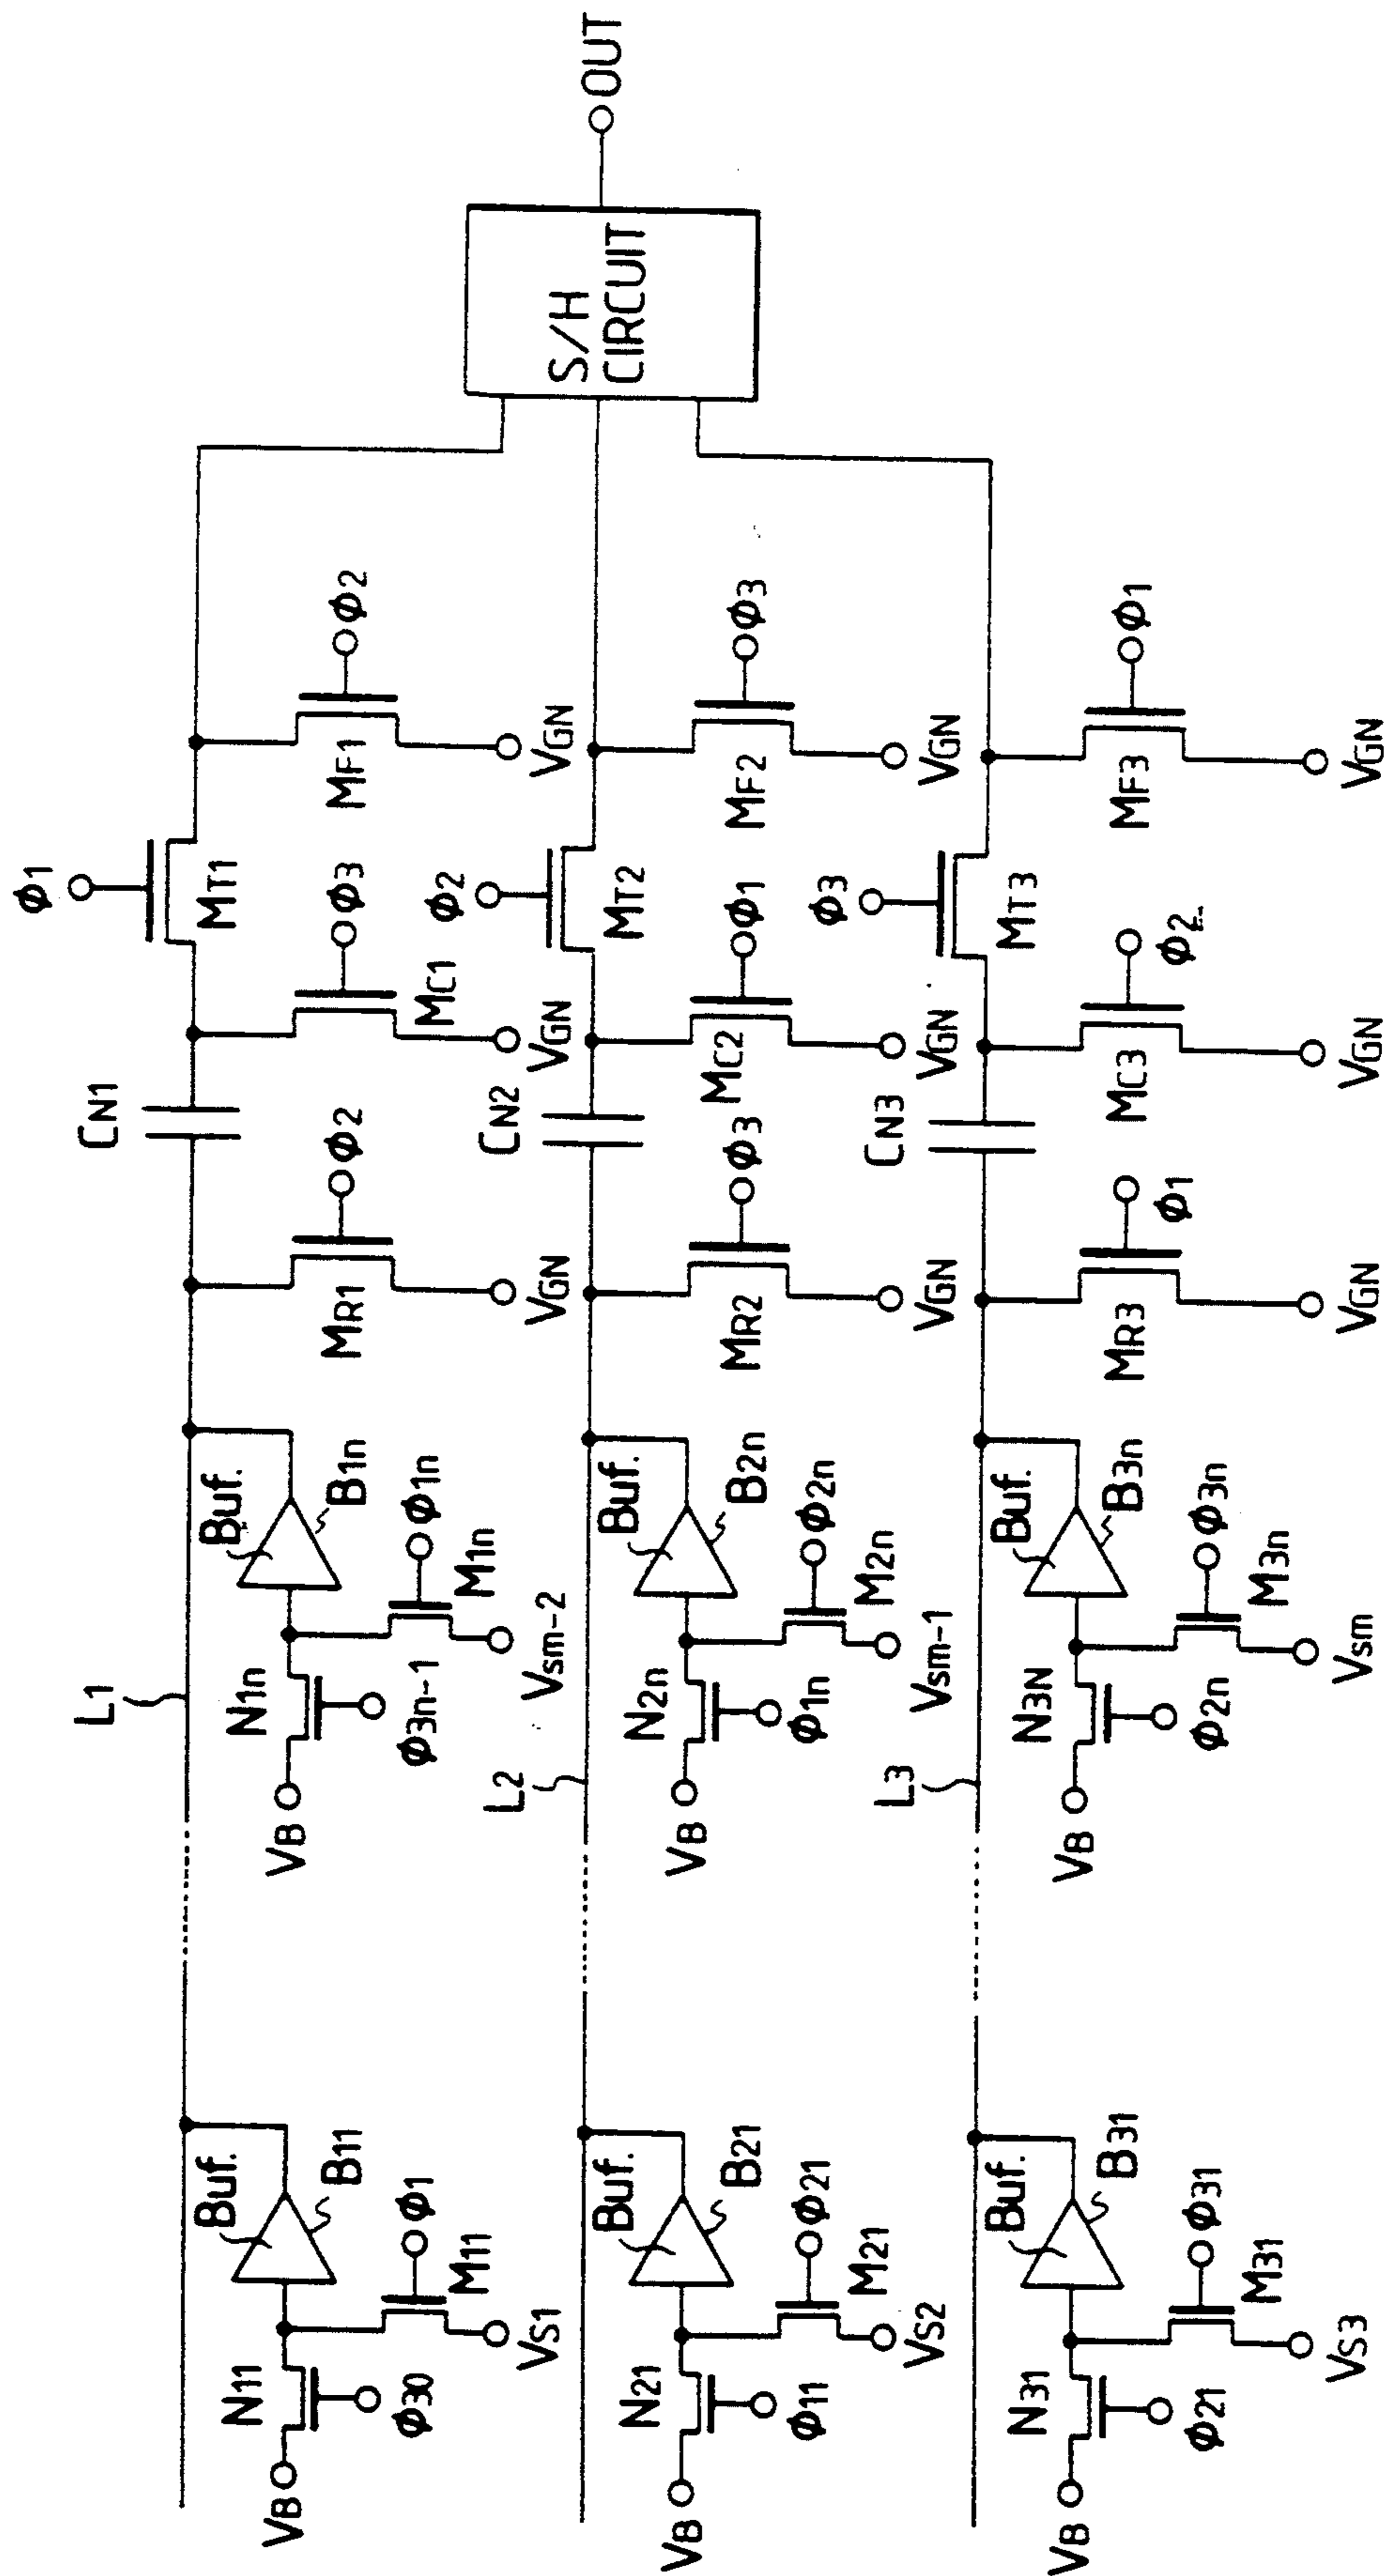 L1
CN1
ϕ1
MT1
VB
N11
ϕ30
Buf.
B11
ϕ1
M11
VS1
VB
N1n
ϕ3n-1
Buf.
B1n
ϕ1n
M1n
Vsm-2
MR1
ϕ2
VGN
MC1
ϕ3
VGN
MF1
ϕ2
VGN
S/H
CIRCUIT
OUT
L2
CN2
ϕ2
MT2
VB
N21
ϕ11
Buf.
B21
ϕ21
M21
VS2
VB
N2n
ϕ1n
Buf.
B2n
ϕ2n
M2n
Vsm-1
MR2
ϕ3
VGN
MC2
ϕ1
VGN
MF2
ϕ3
VGN
L3
CN3
ϕ3
MT3
VB
N31
ϕ21
Buf.
B31
ϕ31
M31
VS3
VB
N3N
ϕ2n
Buf.
B3n
ϕ3n
M3n
Vsm
MR3
ϕ1
VGN
MC3
ϕ2
VGN
MF3
ϕ1
VGN